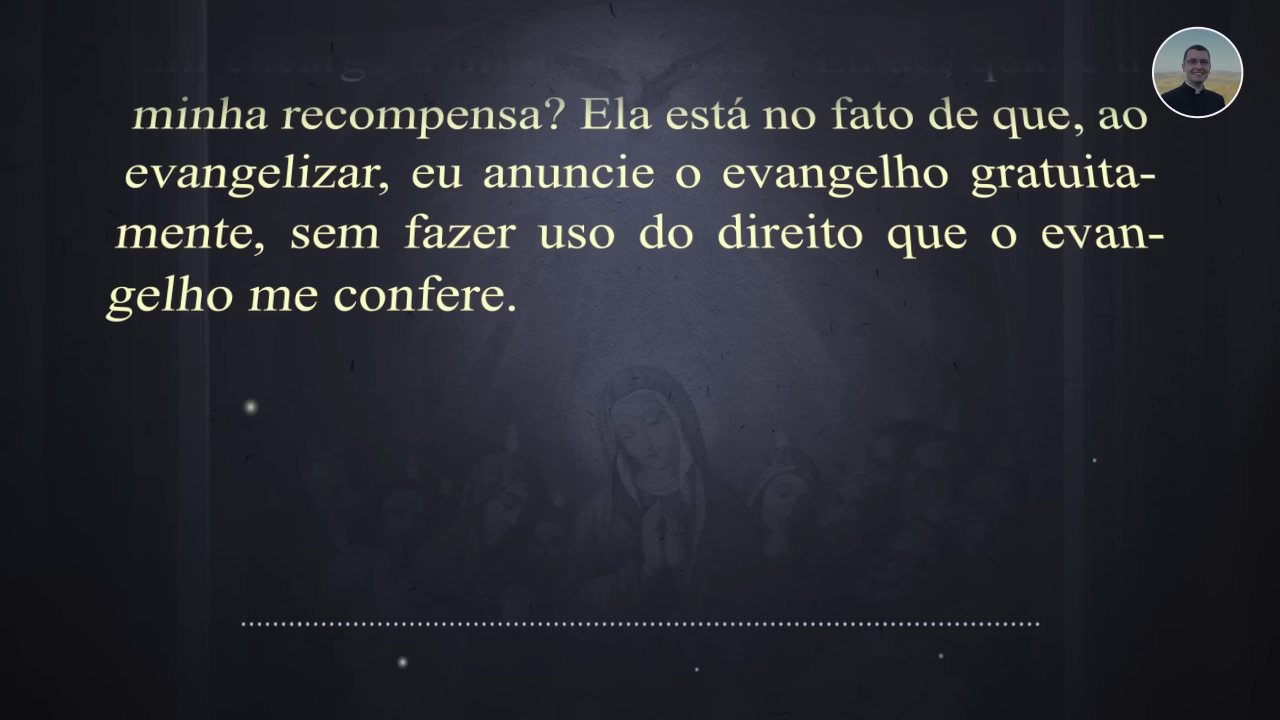 minha recompensa? Ela está no fato de que, ao
evangelizar, eu anuncie o evangelho gratuita-
mente, sem fazer uso do direito que o evan-
gelho me confere.